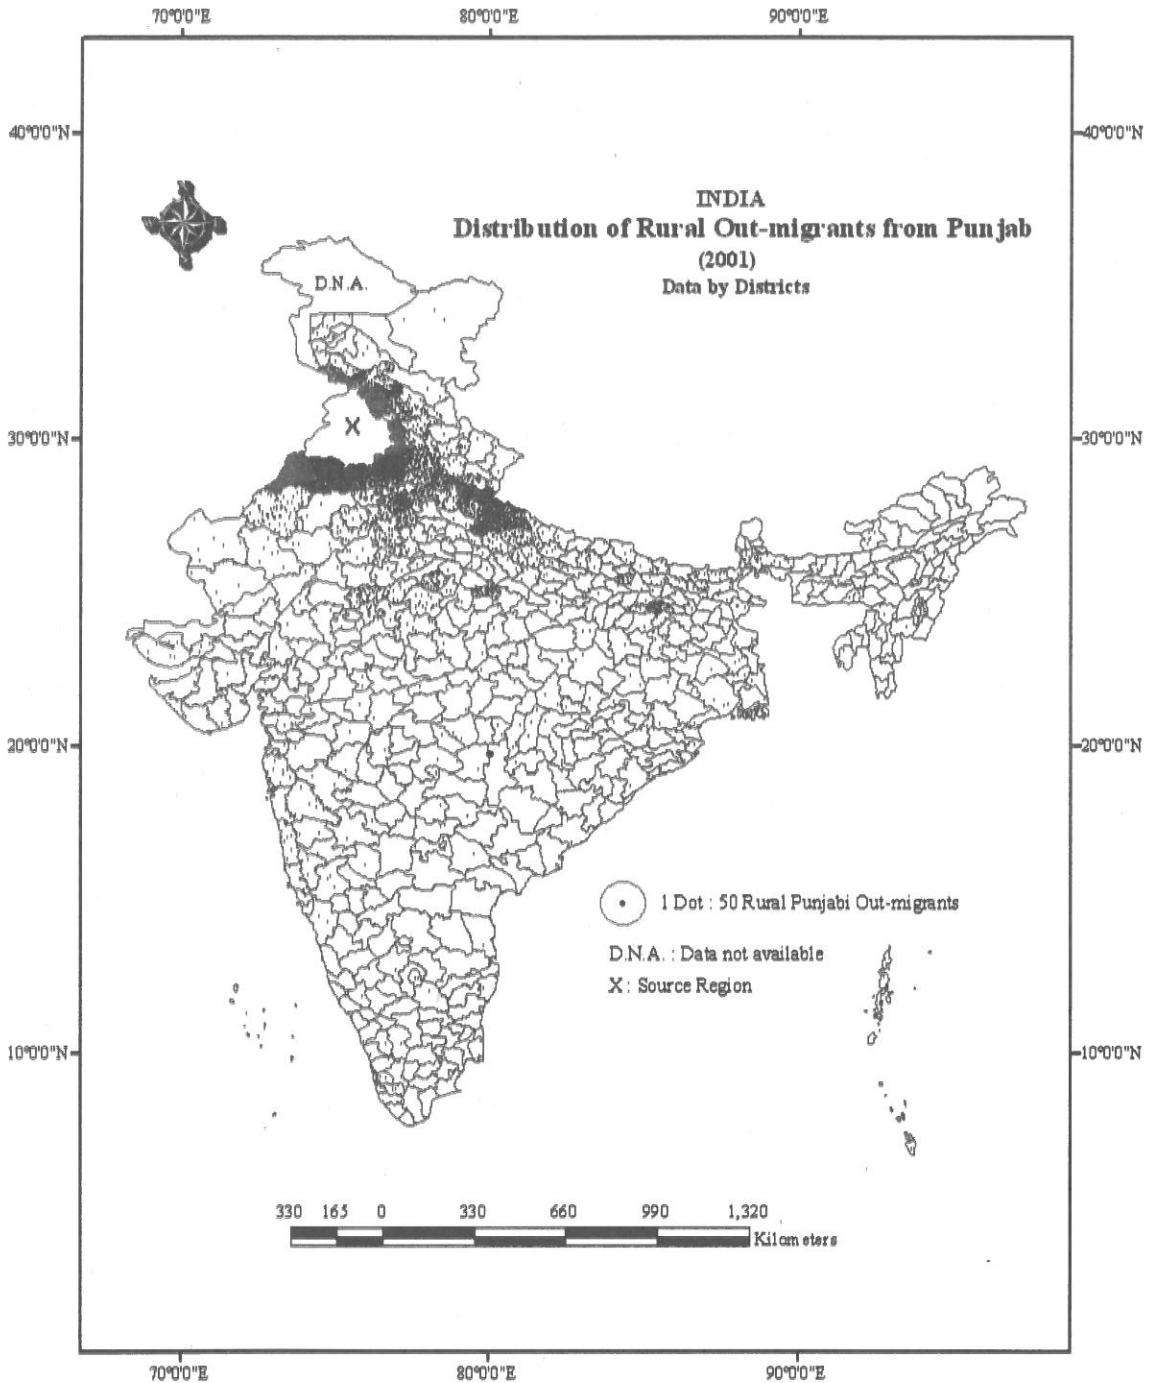 70°0'0"E 80°0'0"E 90°0'0"E
40°0'0"N 40°0'0"N
INDIA
Distribution of Rural Out-migrants from Punjab
(2001)
Data by Districts
D.N.A.
X
30°0'0"N 30°0'0"N
20°0'0"N 20°0'0"N
1 Dot : 50 Rural Punjabi Out-migrants
D.N.A. : Data not available
X : Source Region
10°0'0"N 10°0'0"N
330 165 0 330 660 990 1,320
Kilometers
70°0'0"E 80°0'0"E 90°0'0"E